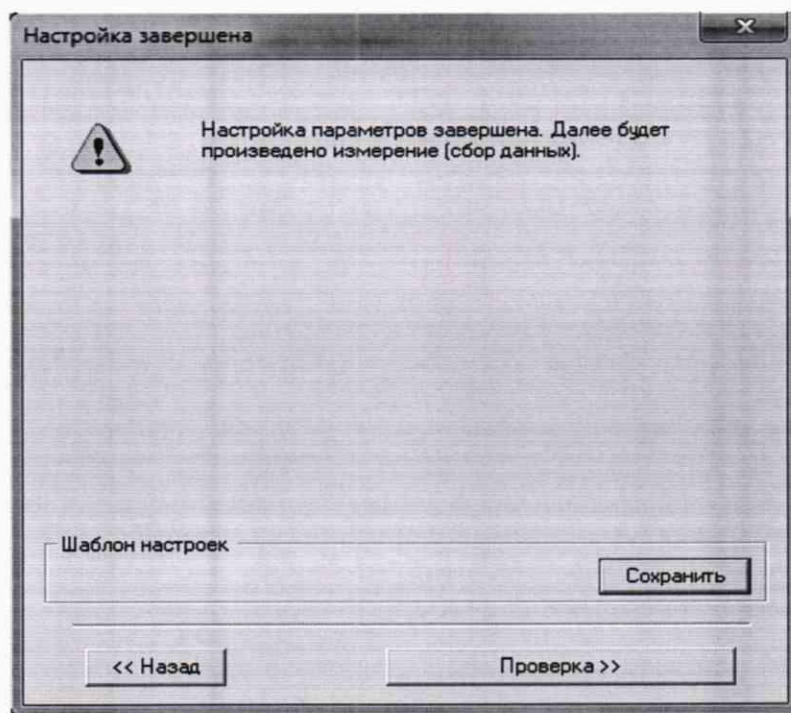 Настройка завершена
Настройка параметров завершена. Далее будет
произведено измерение (сбор данных).
Шаблон настроек
Сохранить
<< Назад
Проверка >>